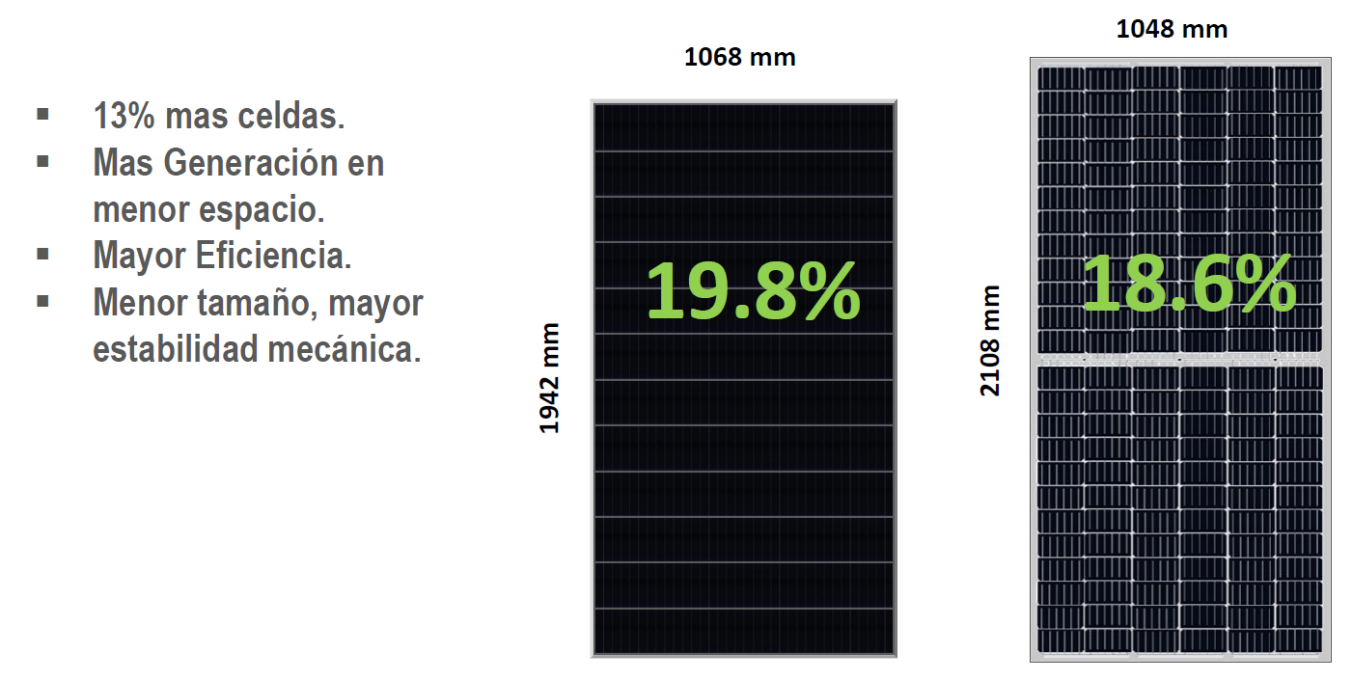 13% mas celdas.
Mas Generación en
menor espacio.
Mayor Eficiencia.
Menor tamaño, mayor
estabilidad mecánica.
1068 mm
1942 mm
19.8%
1048 mm
2108 mm
18.6%